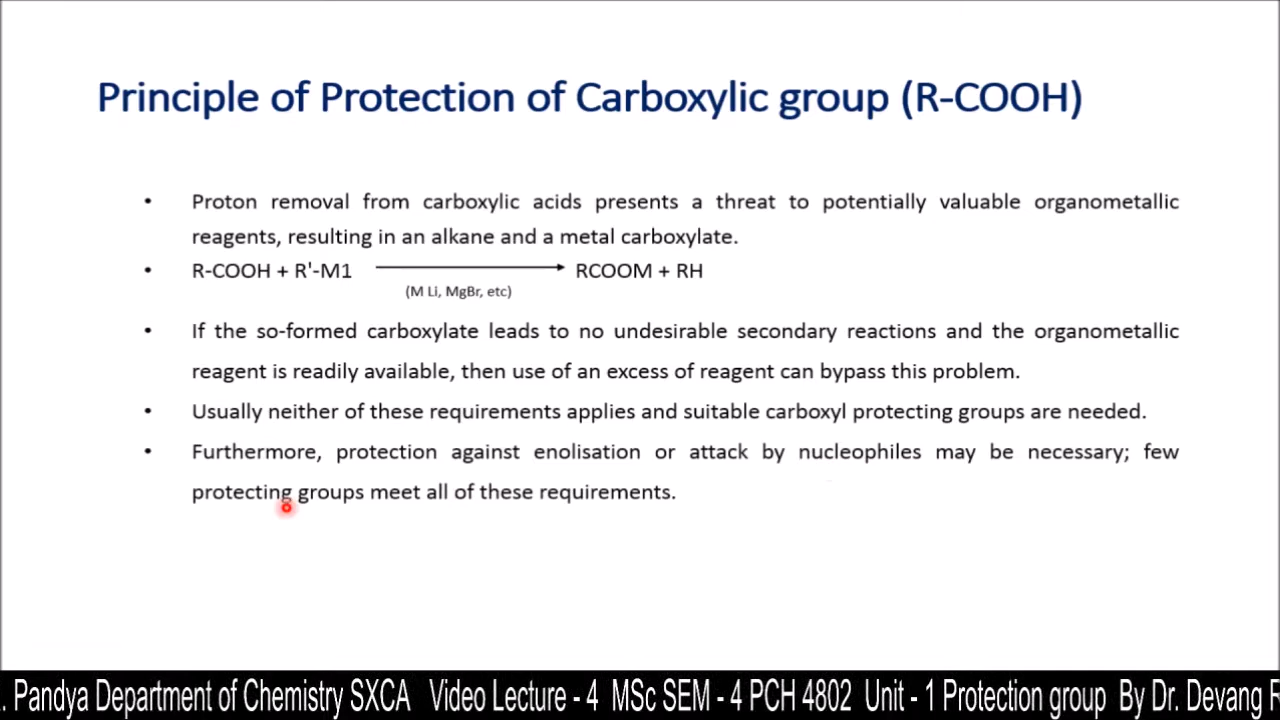 Principle of Protection of Carboxylic group (R-COOH)
• Proton removal from carboxylic acids presents a threat to potentially valuable organometallic
reagents, resulting in an alkane and a metal carboxylate.
• R-COOH + R'-M1 RCOOM + RH
(M Li, MgBr, etc)
• If the so-formed carboxylate leads to no undesirable secondary reactions and the organometallic
reagent is readily available, then use of an excess of reagent can bypass this problem.
• Usually neither of these requirements applies and suitable carboxyl protecting groups are needed.
• Furthermore, protection against enolisation or attack by nucleophiles may be necessary; few
protecting groups meet all of these requirements.
. Pandya Department of Chemistry SXCA Video Lecture - 4 MSc SEM - 4 PCH 4802 Unit - 1 Protection group By Dr. Devang R